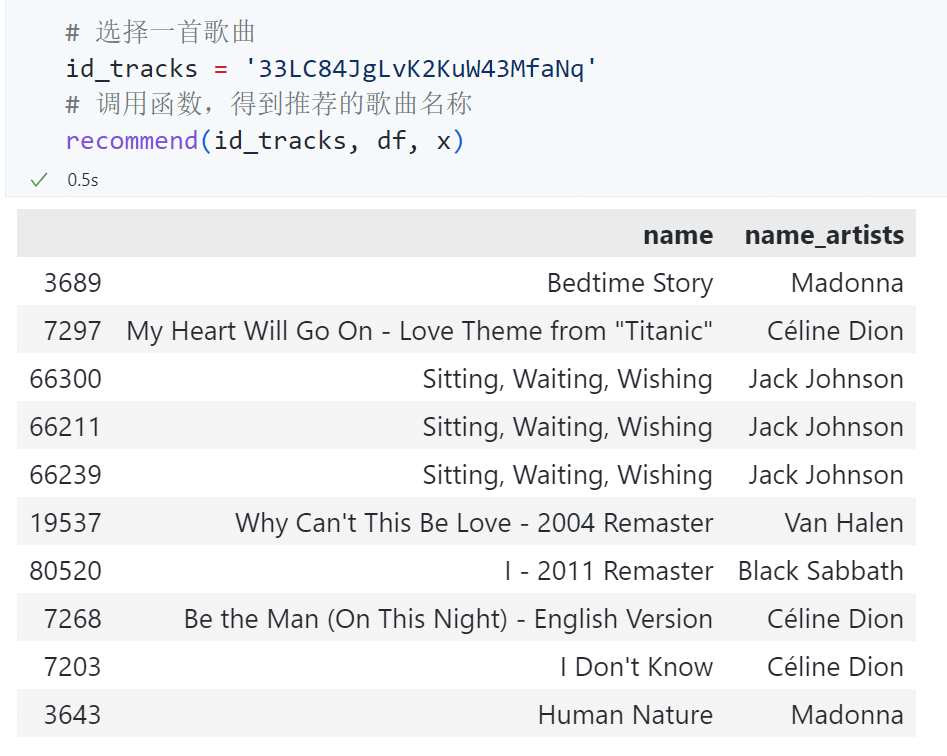 # 选择一首歌曲
id_tracks = '33LC84JgLvK2KuW43MfaNq'
# 调用函数，得到推荐的歌曲名称
recommend(id_tracks, df, x)
0.5s
name name_artists
3689 Bedtime Story Madonna
7297 My Heart Will Go On - Love Theme from "Titanic" Céline Dion
66300 Sitting, Waiting, Wishing Jack Johnson
66211 Sitting, Waiting, Wishing Jack Johnson
66239 Sitting, Waiting, Wishing Jack Johnson
19537 Why Can't This Be Love - 2004 Remaster Van Halen
80520 I - 2011 Remaster Black Sabbath
7268 Be the Man (On This Night) - English Version Céline Dion
7203 I Don't Know Céline Dion
3643 Human Nature Madonna